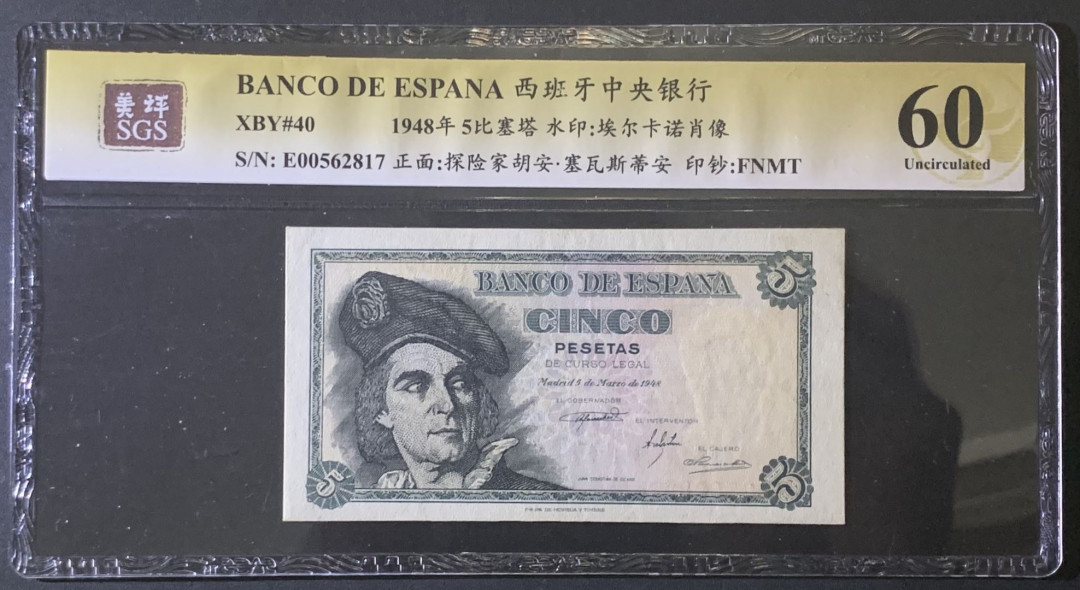 美评
SGS
BANCO DE ESPANA 西班牙中央银行
XBY#40 1948年 5比塞塔 水印:埃尔卡诺肖像
S/N: E00562817 正面:探险家胡安·塞瓦斯蒂安 印钞:FNMT
60
Uncirculated
BANCO DE ESPAÑA
5
CINCO
PESETAS
DE CURSO LEGAL
Madrid 5 de Marzo de 1948
EL GOBERNADOR
EL INTERVENTOR
EL CAJERO
5
5